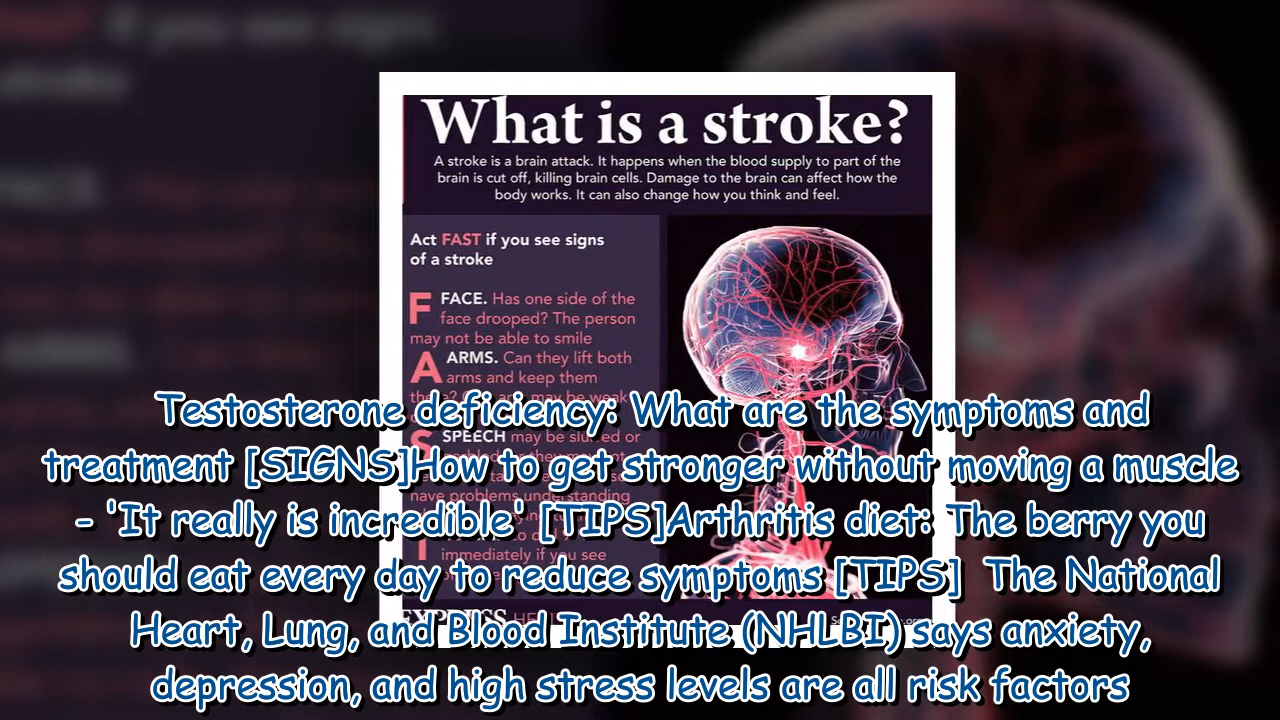 What is a stroke?
A stroke is a brain attack. It happens when the blood supply to part of the
brain is cut off, killing brain cells. Damage to the brain can affect how the
body works. It can also change how you think and feel.
Act FAST if you see signs
of a stroke
FACE. Has one side of the
face drooped? The person
may not be able to smile
ARMS. Can they lift both
arms and keep them
may be weak
SPEECH may be slurred or
have problems understanding
immediately if you see
EXPRESS
Testosterone deficiency: What are the symptoms and
treatment [SIGNS]How to get stronger without moving a muscle
- 'It really is incredible' [TIPS]Arthritis diet: The berry you
should eat every day to reduce symptoms [TIPS] The National
Heart, Lung, and Blood Institute (NHLBI) says anxiety,
depression, and high stress levels are all risk factors